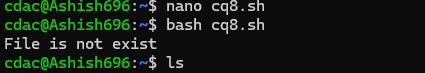 cdac@Ashish696:~$ nano cq8.sh
cdac@Ashish696:~$ bash cq8.sh
File is not exist
cdac@Ashish696:~$ ls